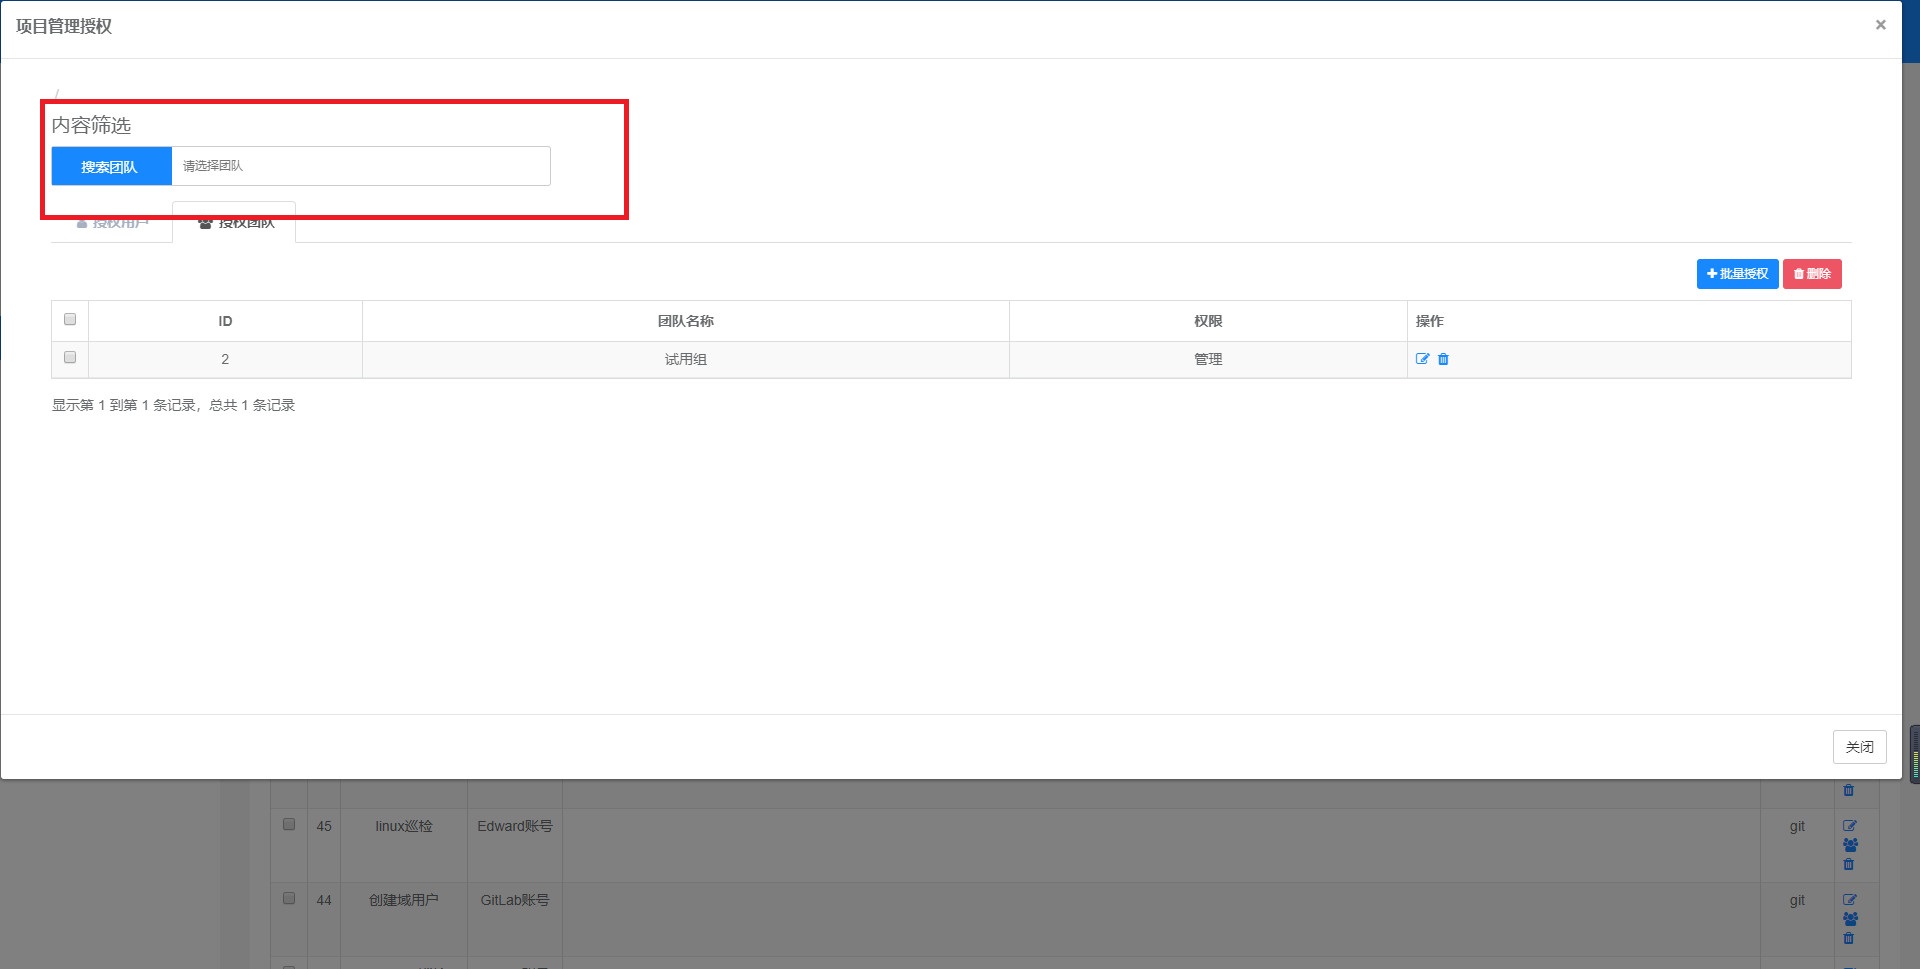 项目管理授权 ×
/
内容筛选
搜索团队 请选择团队
授权用户 授权团队
批量授权 删除
ID 团队名称 权限 操作
2 试用组 管理
显示第 1 到第 1 条记录，总共 1 条记录
关闭
45 linux巡检 Edward账号 git
44 创建域用户 GitLab账号 git